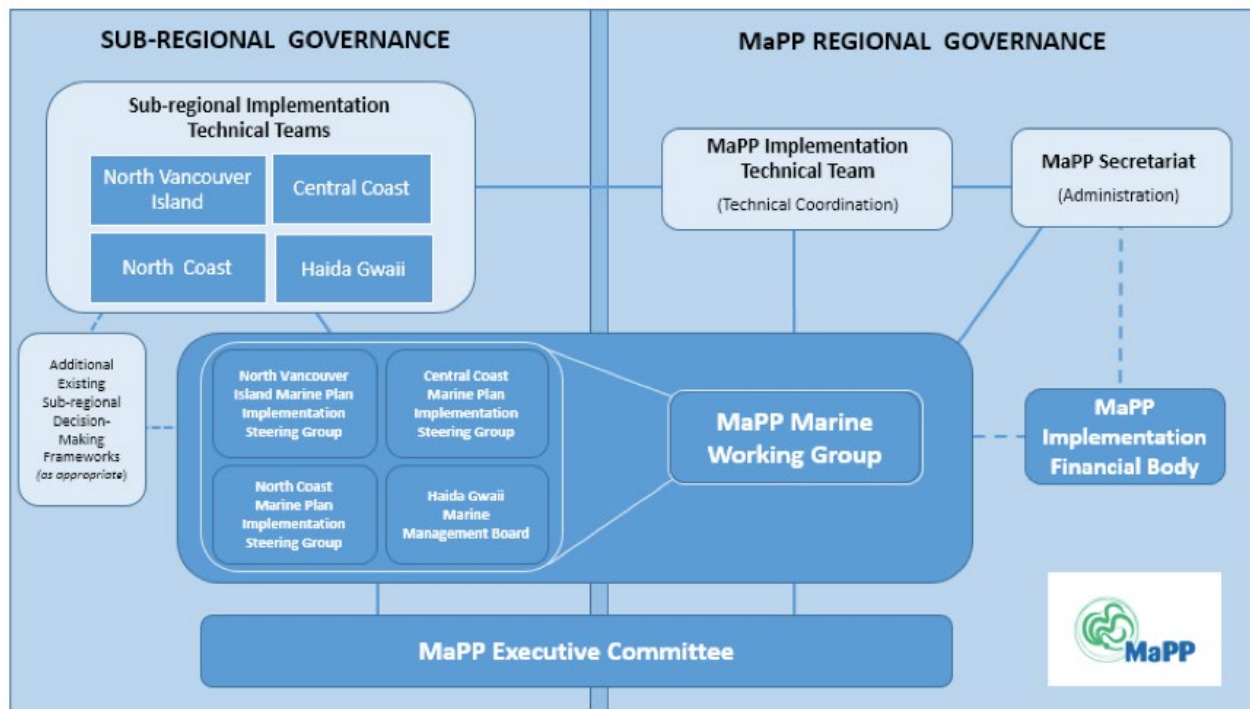 SUB-REGIONAL GOVERNANCE
MaPP REGIONAL GOVERNANCE
Sub-regional Implementation
Technical Teams
North Vancouver
Island
Central Coast
North Coast
Haida Gwaii
MaPP Implementation
Technical Team
(Technical Coordination)
MaPP Secretariat
(Administration)
Additional
Existing
Sub-regional
Decision-
Making
Frameworks
(as appropriate)
North Vancouver
Island Marine Plan
Implementation
Steering Group
Central Coast
Marine Plan
Implementation
Steering Group
North Coast
Marine Plan
Implementation
Steering Group
Haida Gwaii
Marine
Management Board
MaPP Marine
Working Group
MaPP
Implementation
Financial Body
MaPP Executive Committee
MaPP